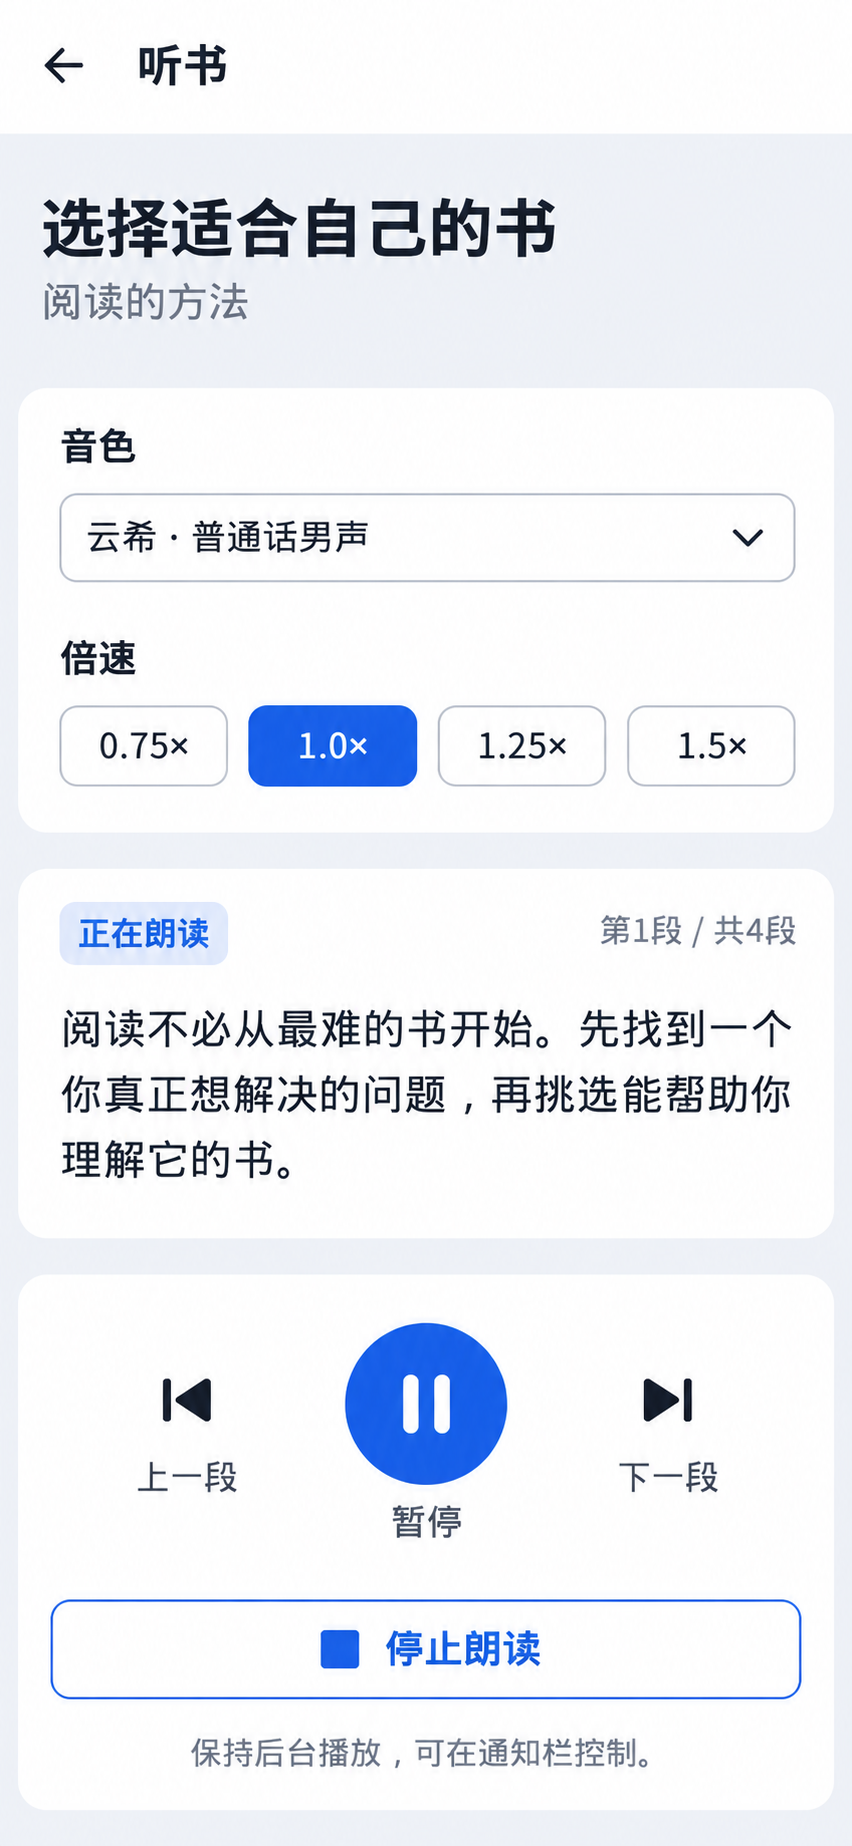 听书
选择适合自己的书
阅读的方法
音色
云希·普通话男声
倍速
0.75× 1.0× 1.25× 1.5×
正在朗读 第1段 / 共4段
阅读不必从最难的书开始。先找到一个
你真正想解决的问题，再挑选能帮助你
理解它的书。
上一段 下一段
暂停
停止朗读
保持后台播放，可在通知栏控制。